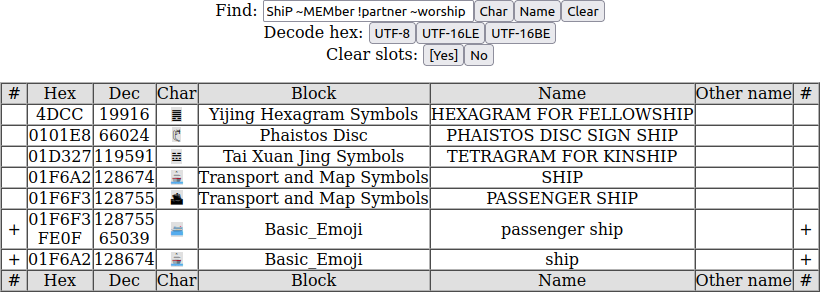 Find: ShiP ~MEMber !partner ~worship Char Name Clear
Decode hex: UTF-8 UTF-16LE UTF-16BE
Clear slots: [Yes] No
# Hex Dec Char Block Name Other name #
4DCC 19916 ䷌ Yijing Hexagram Symbols HEXAGRAM FOR FELLOWSHIP
0101E8 66024 𐇨 Phaistos Disc PHAISTOS DISC SIGN SHIP
01D327 119591 𝌧 Tai Xuan Jing Symbols TETRAGRAM FOR KINSHIP
01F6A2 128674 🚢 Transport and Map Symbols SHIP
01F6F3 128755 🛳 Transport and Map Symbols PASSENGER SHIP
+ 01F6F3 FE0F 128755 65039 🛳️ Basic_Emoji passenger ship +
+ 01F6A2 128674 🚢 Basic_Emoji ship +
# Hex Dec Char Block Name Other name #